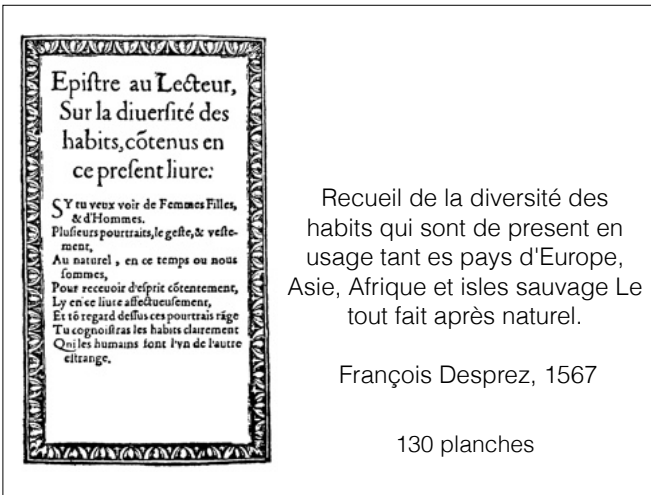 Epiſtre au Lecteur,
Sur la diuerſité des
habits, cõtenus en
ce preſent liure:
SY tu veux voir de Femmes Filles,
& d'Hommes.
Pluſieurs pourtraits, le geſte, & veſte-
ment,
Au naturel, en ce temps ou nous
ſommes,
Pour receuoir d'eſprit cõtentement,
Ly en ce liure affectueuſement,
Et tõ regard deſſus ces pourtrais rãge
Tu cognoiſtras les habits clairement
Qui les humains font l'vn de l'autre
eſtrange.
Recueil de la diversité des
habits qui sont de present en
usage tant es pays d'Europe,
Asie, Afrique et isles sauvage Le
tout fait après naturel.
François Desprez, 1567
130 planches